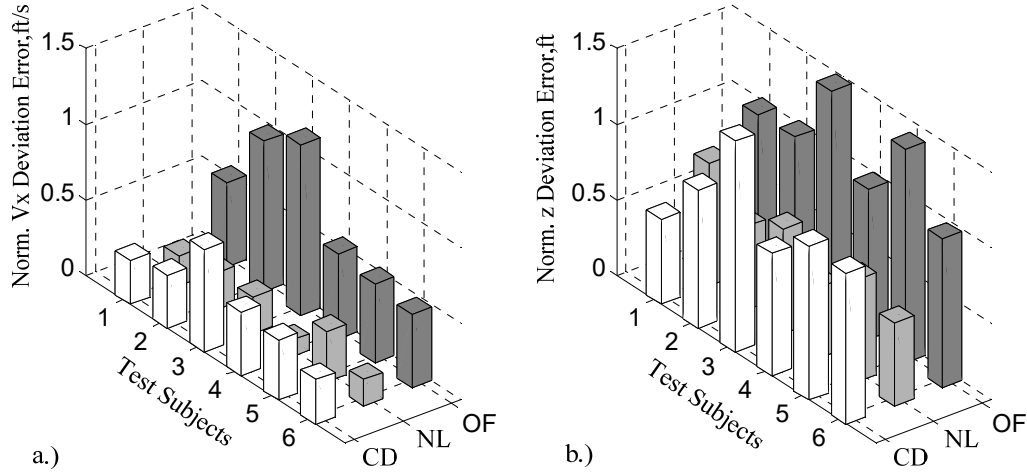 Norm. Vx Deviation Error,ft/s
1.5
1
0.5
0
1
2
3
4
5
6
Test Subjects
CD
NL
OF
a.)
Norm. z Deviation Error,ft
1.5
1
0.5
0
1
2
3
4
5
6
Test Subjects
CD
NL
OF
b.)